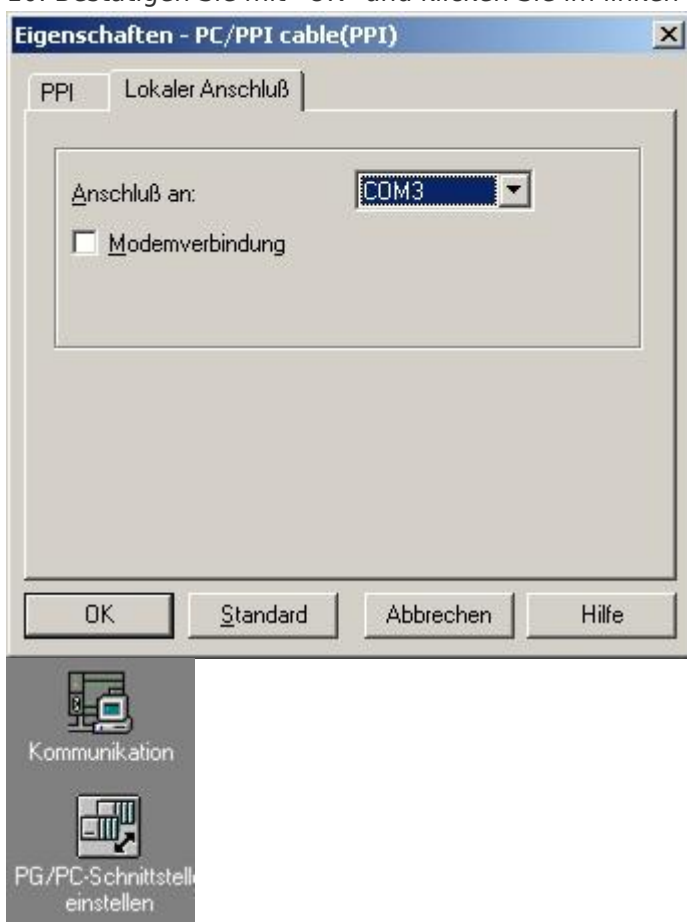 Eigenschaften - PC/PPI cable(PPI)
PPI
Lokaler Anschluß
Anschluß an:
COM3
Modemverbindung
OK
Standard
Abbrechen
Hilfe
Kommunikation
PG/PC-Schnittstell
einstellen